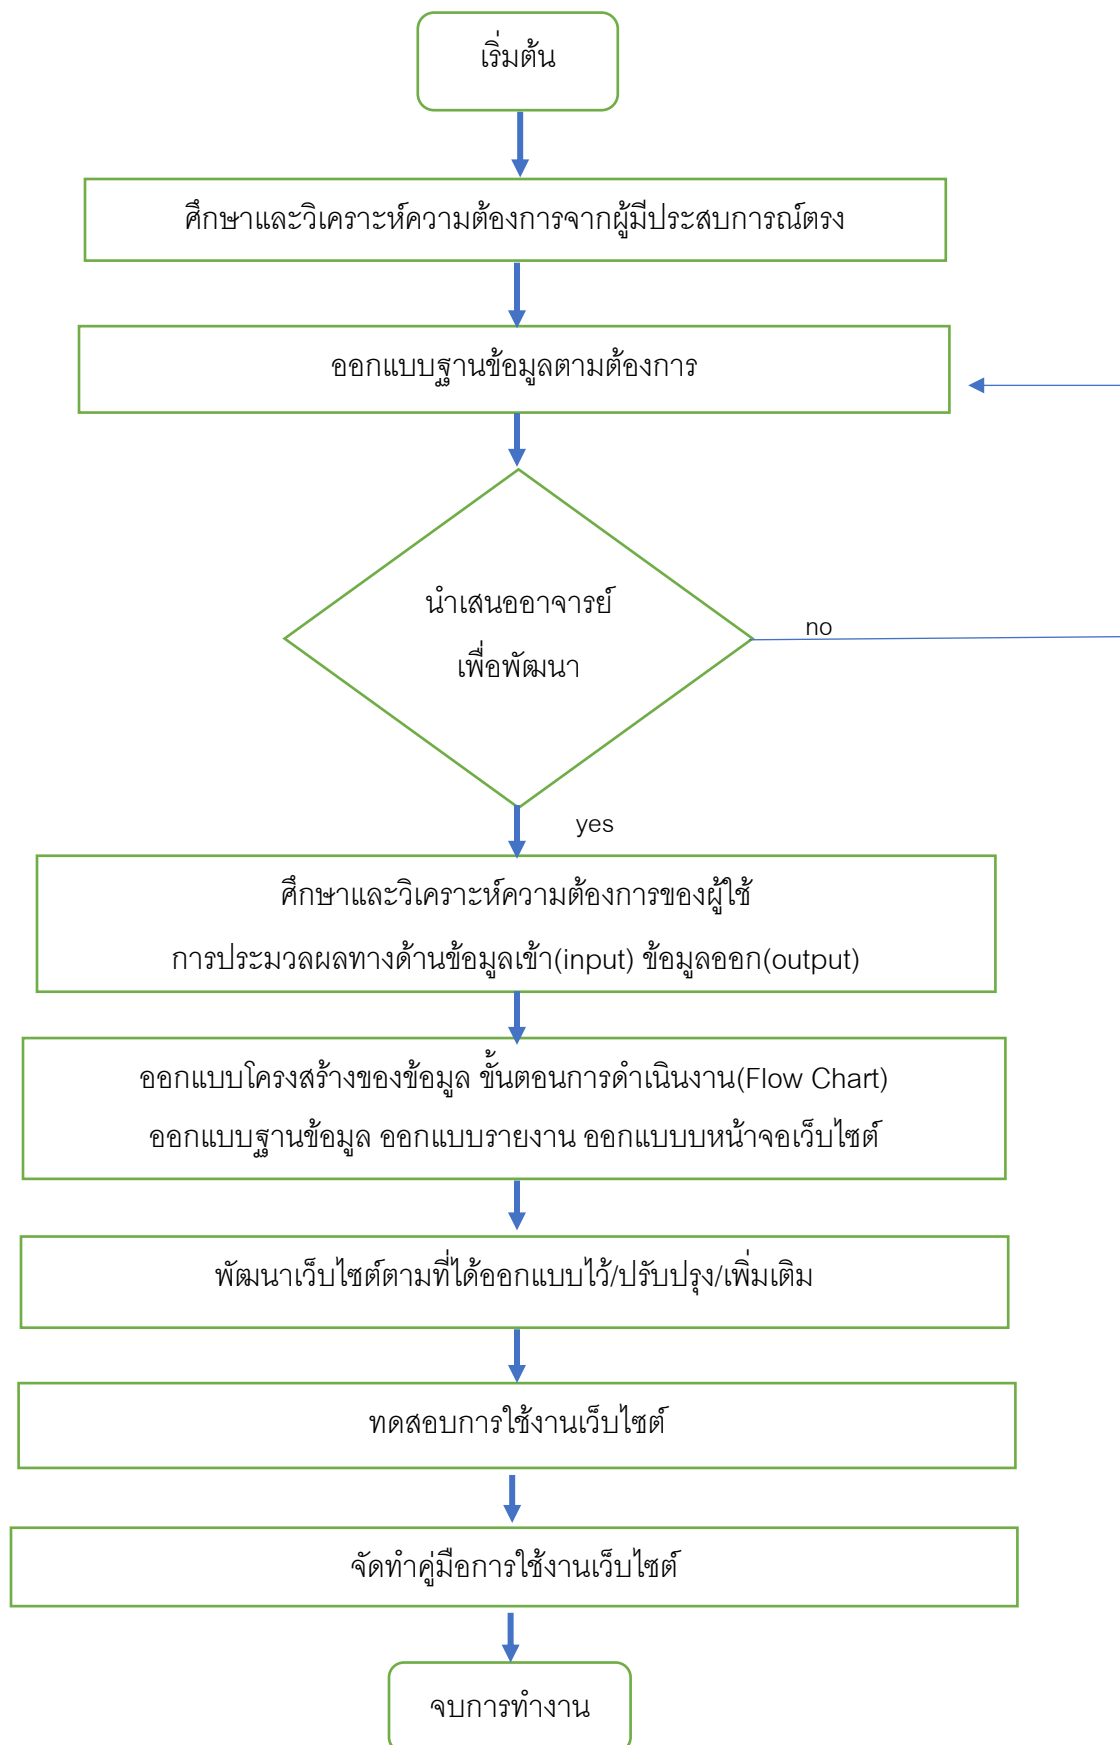 เริ่มต้น
ศึกษาและวิเคราะห์ความต้องการจากผู้มีประสบการณ์ตรง
ออกแบบฐานข้อมูลตามต้องการ
นำเสนออาจารย์
เพื่อพัฒนา
no
yes
ศึกษาและวิเคราะห์ความต้องการของผู้ใช้
การประมวลผลทางด้านข้อมูลเข้า(input) ข้อมูลออก(output)
ออกแบบโครงสร้างของข้อมูล ขั้นตอนการดำเนินงาน(Flow Chart)
ออกแบบฐานข้อมูล ออกแบบรายงาน ออกแบบบหน้าจอเว็บไซต์
พัฒนาเว็บไซต์ตามที่ได้ออกแบบไว้/ปรับปรุง/เพิ่มเติม
ทดสอบการใช้งานเว็บไซต์
จัดทำคู่มือการใช้งานเว็บไซต์
จบการทำงาน